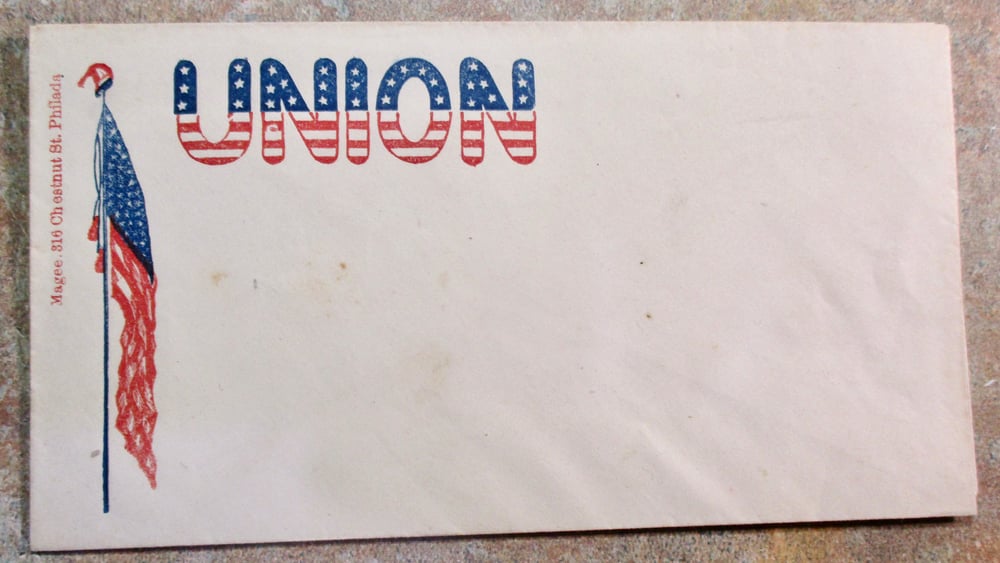 UNION
Magee. 316 Chestnut St. Philada